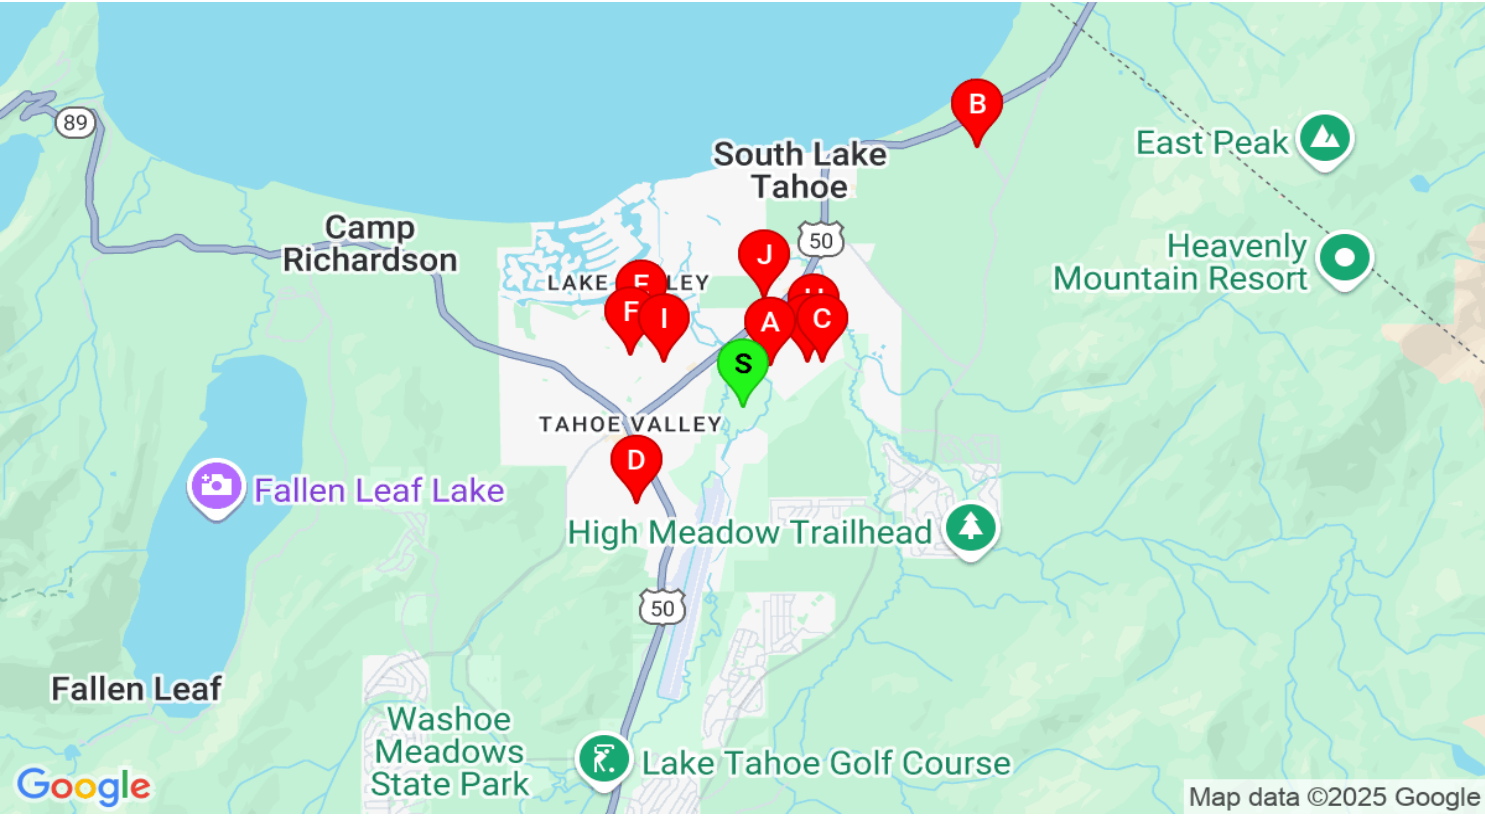 89
B
East Peak
South Lake
Tahoe
Camp
Richardson
50
Heavenly
Mountain Resort
J
LAKE
LEY
F
I
A
C
S
TAHOE VALLEY
D
Fallen Leaf Lake
High Meadow Trailhead
50
Fallen Leaf
Washoe
Meadows
State Park
Lake Tahoe Golf Course
Google
Map data ©2025 Google